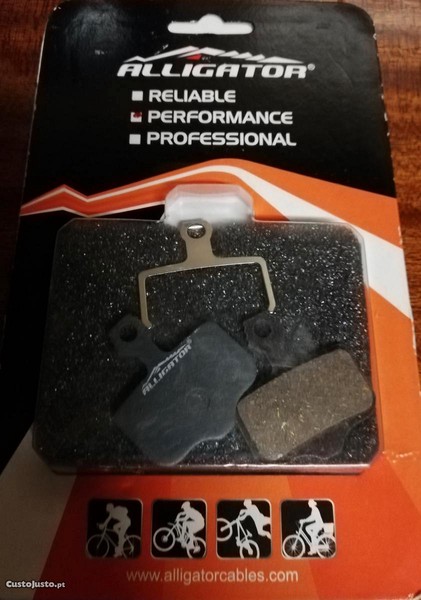 ALLIGATOR®
RELIABLE
PERFORMANCE
PROFESSIONAL
ALLIGATOR
www.alligatorcables.com
CustoJusto.pt